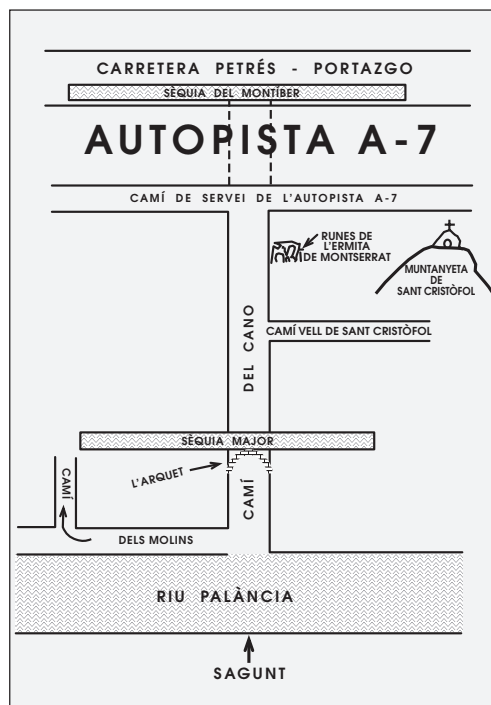 CARRETERA PETRÉS - PORTAZGO
SÈQUIA DEL MONTÍBER
AUTOPISTA A-7
CAMÍ DE SERVEI DE L'AUTOPISTA A-7
RUNES DE
L'ERMITA
DE MONTSERRAT
MUNTANYETA
DE
SANT CRISTÒFOL
CAMÍ VELL DE SANT CRISTÒFOL
DEL CANO
SÈQUIA MAJOR
L'ARQUET
CAMÍ
CAMÍ
DELS MOLINS
RIU PALÀNCIA
SAGUNT